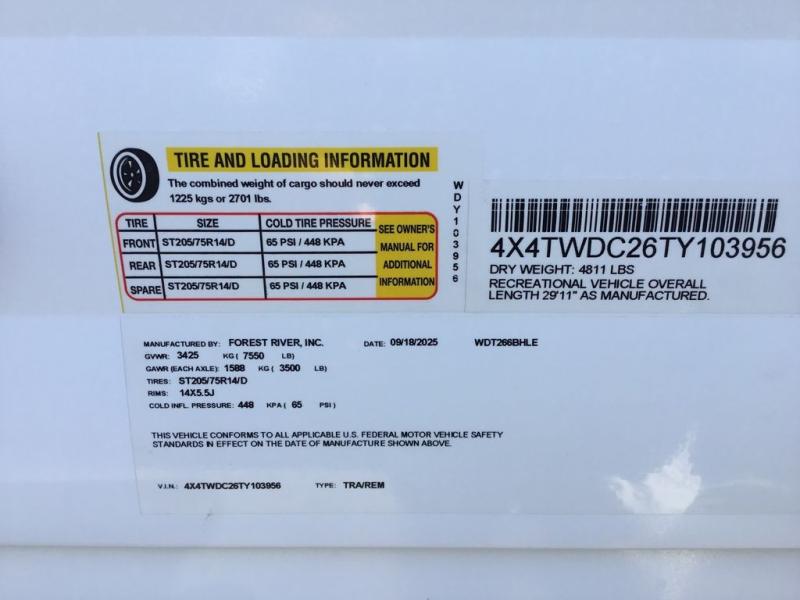 TIRE AND LOADING INFORMATION
The combined weight of cargo should never exceed
1225 kgs or 2701 lbs.
TIRE SIZE COLD TIRE PRESSURE SEE OWNER'S MANUAL FOR ADDITIONAL INFORMATION
FRONT ST205/75R14/D 65 PSI / 448 KPA
REAR ST205/75R14/D 65 PSI / 448 KPA
SPARE ST205/75R14/D 65 PSI / 448 KPA
WDY103956
4X4TWDC26TY103956
DRY WEIGHT: 4811 LBS
RECREATIONAL VEHICLE OVERALL
LENGTH 29'11" AS MANUFACTURED.
MANUFACTURED BY: FOREST RIVER, INC. DATE: 09/18/2025 WDT266BHLE
GVWR: 3425 KG ( 7550 LB)
GAWR (EACH AXLE): 1588 KG ( 3500 LB)
TIRES: ST205/75R14/D
RIMS: 14X5.5J
COLD INFL. PRESSURE: 448 KPA ( 65 PSI )
THIS VEHICLE CONFORMS TO ALL APPLICABLE U.S. FEDERAL MOTOR VEHICLE SAFETY
STANDARDS IN EFFECT ON THE DATE OF MANUFACTURE SHOWN ABOVE.
V.I.N.: 4X4TWDC26TY103956 TYPE: TRA/REM